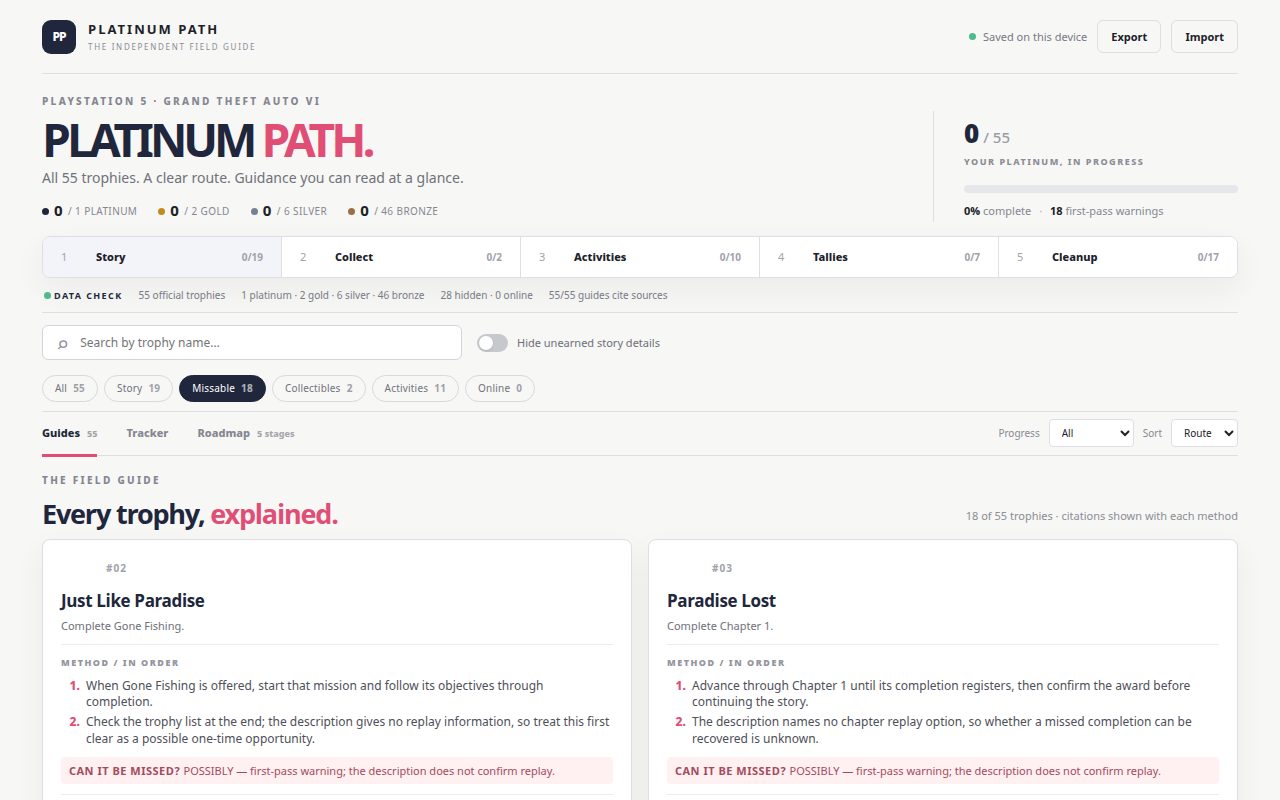 PP
PLATINUM PATH
THE INDEPENDENT FIELD GUIDE
Saved on this device
Export
Import
PLAYSTATION 5 · GRAND THEFT AUTO VI
PLATINUM PATH.
All 55 trophies. A clear route. Guidance you can read at a glance.
0 / 1 PLATINUM 0 / 2 GOLD 0 / 6 SILVER 0 / 46 BRONZE
0 / 55
YOUR PLATINUM, IN PROGRESS
0% complete · 18 first-pass warnings
1 Story 0/19 2 Collect 0/2 3 Activities 0/10 4 Tallies 0/7 5 Cleanup 0/17
DATA CHECK 55 official trophies 1 platinum · 2 gold · 6 silver · 46 bronze 28 hidden · 0 online 55/55 guides cite sources
Search by trophy name...
Hide unearned story details
All 55 Story 19 Missable 18 Collectibles 2 Activities 11 Online 0
Guides 55 Tracker Roadmap 5 stages
Progress All Sort Route
THE FIELD GUIDE
Every trophy, explained.
18 of 55 trophies · citations shown with each method
#02
Just Like Paradise
Complete Gone Fishing.
METHOD / IN ORDER
1. When Gone Fishing is offered, start that mission and follow its objectives through
completion.
2. Check the trophy list at the end; the description gives no replay information, so treat this first
clear as a possible one-time opportunity.
CAN IT BE MISSED? POSSIBLY — first-pass warning; the description does not confirm replay.
#03
Paradise Lost
Complete Chapter 1.
METHOD / IN ORDER
1. Advance through Chapter 1 until its completion registers, then confirm the award before
continuing the story.
2. The description names no chapter replay option, so whether a missed completion can be
recovered is unknown.
CAN IT BE MISSED? POSSIBLY — first-pass warning; the description does not confirm replay.